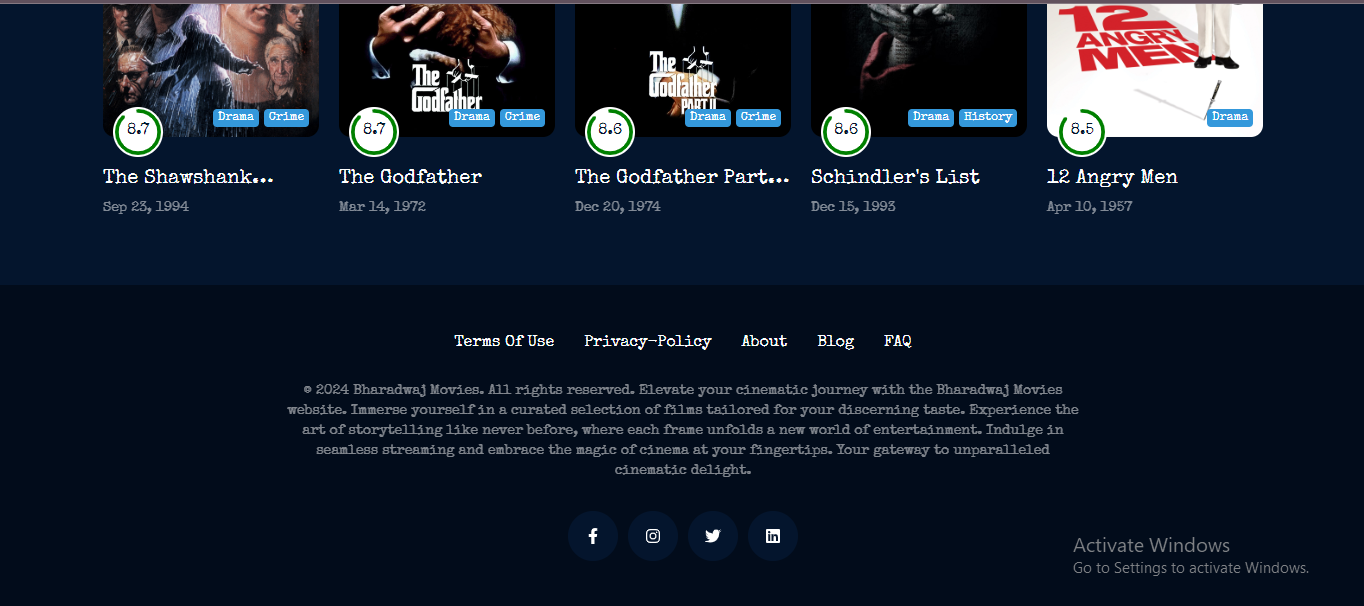 12
ANGRY
MEN
The
Godfather
The
Godfather
PART II
Drama Crime
Drama Crime
Drama Crime
Drama History
Drama
8.7
8.7
8.6
8.6
8.5
The Shawshank...
The Godfather
The Godfather Part...
Schindler's List
12 Angry Men
Sep 23, 1994
Mar 14, 1972
Dec 20, 1974
Dec 15, 1993
Apr 10, 1957
Terms Of Use Privacy-Policy About Blog FAQ
© 2024 Bharadwaj Movies. All rights reserved. Elevate your cinematic journey with the Bharadwaj Movies
website. Immerse yourself in a curated selection of films tailored for your discerning taste. Experience the
art of storytelling like never before, where each frame unfolds a new world of entertainment. Indulge in
seamless streaming and embrace the magic of cinema at your fingertips. Your gateway to unparalleled
cinematic delight.
Activate Windows
Go to Settings to activate Windows.